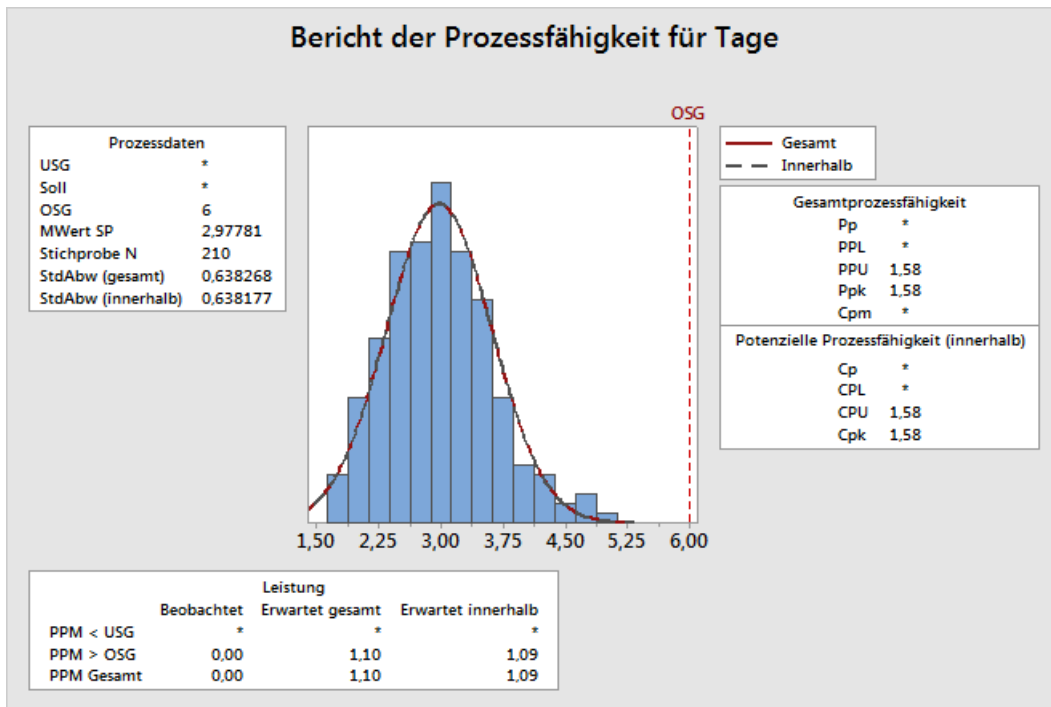 Bericht der Prozessfähigkeit für Tage
OSG
Prozessdaten
USG *
Soll *
OSG 6
MWert SP 2,97781
Stichprobe N 210
StdAbw (gesamt) 0,638268
StdAbw (innerhalb) 0,638177
Gesamt
Innerhalb
Gesamtprozessfähigkeit
Pp *
PPL *
PPU 1,58
Ppk 1,58
Cpm *
Potenzielle Prozessfähigkeit (innerhalb)
Cp *
CPL *
CPU 1,58
Cpk 1,58
1,50 2,25 3,00 3,75 4,50 5,25 6,00
Leistung
Beobachtet Erwartet gesamt Erwartet innerhalb
PPM < USG * * *
PPM > OSG 0,00 1,10 1,09
PPM Gesamt 0,00 1,10 1,09